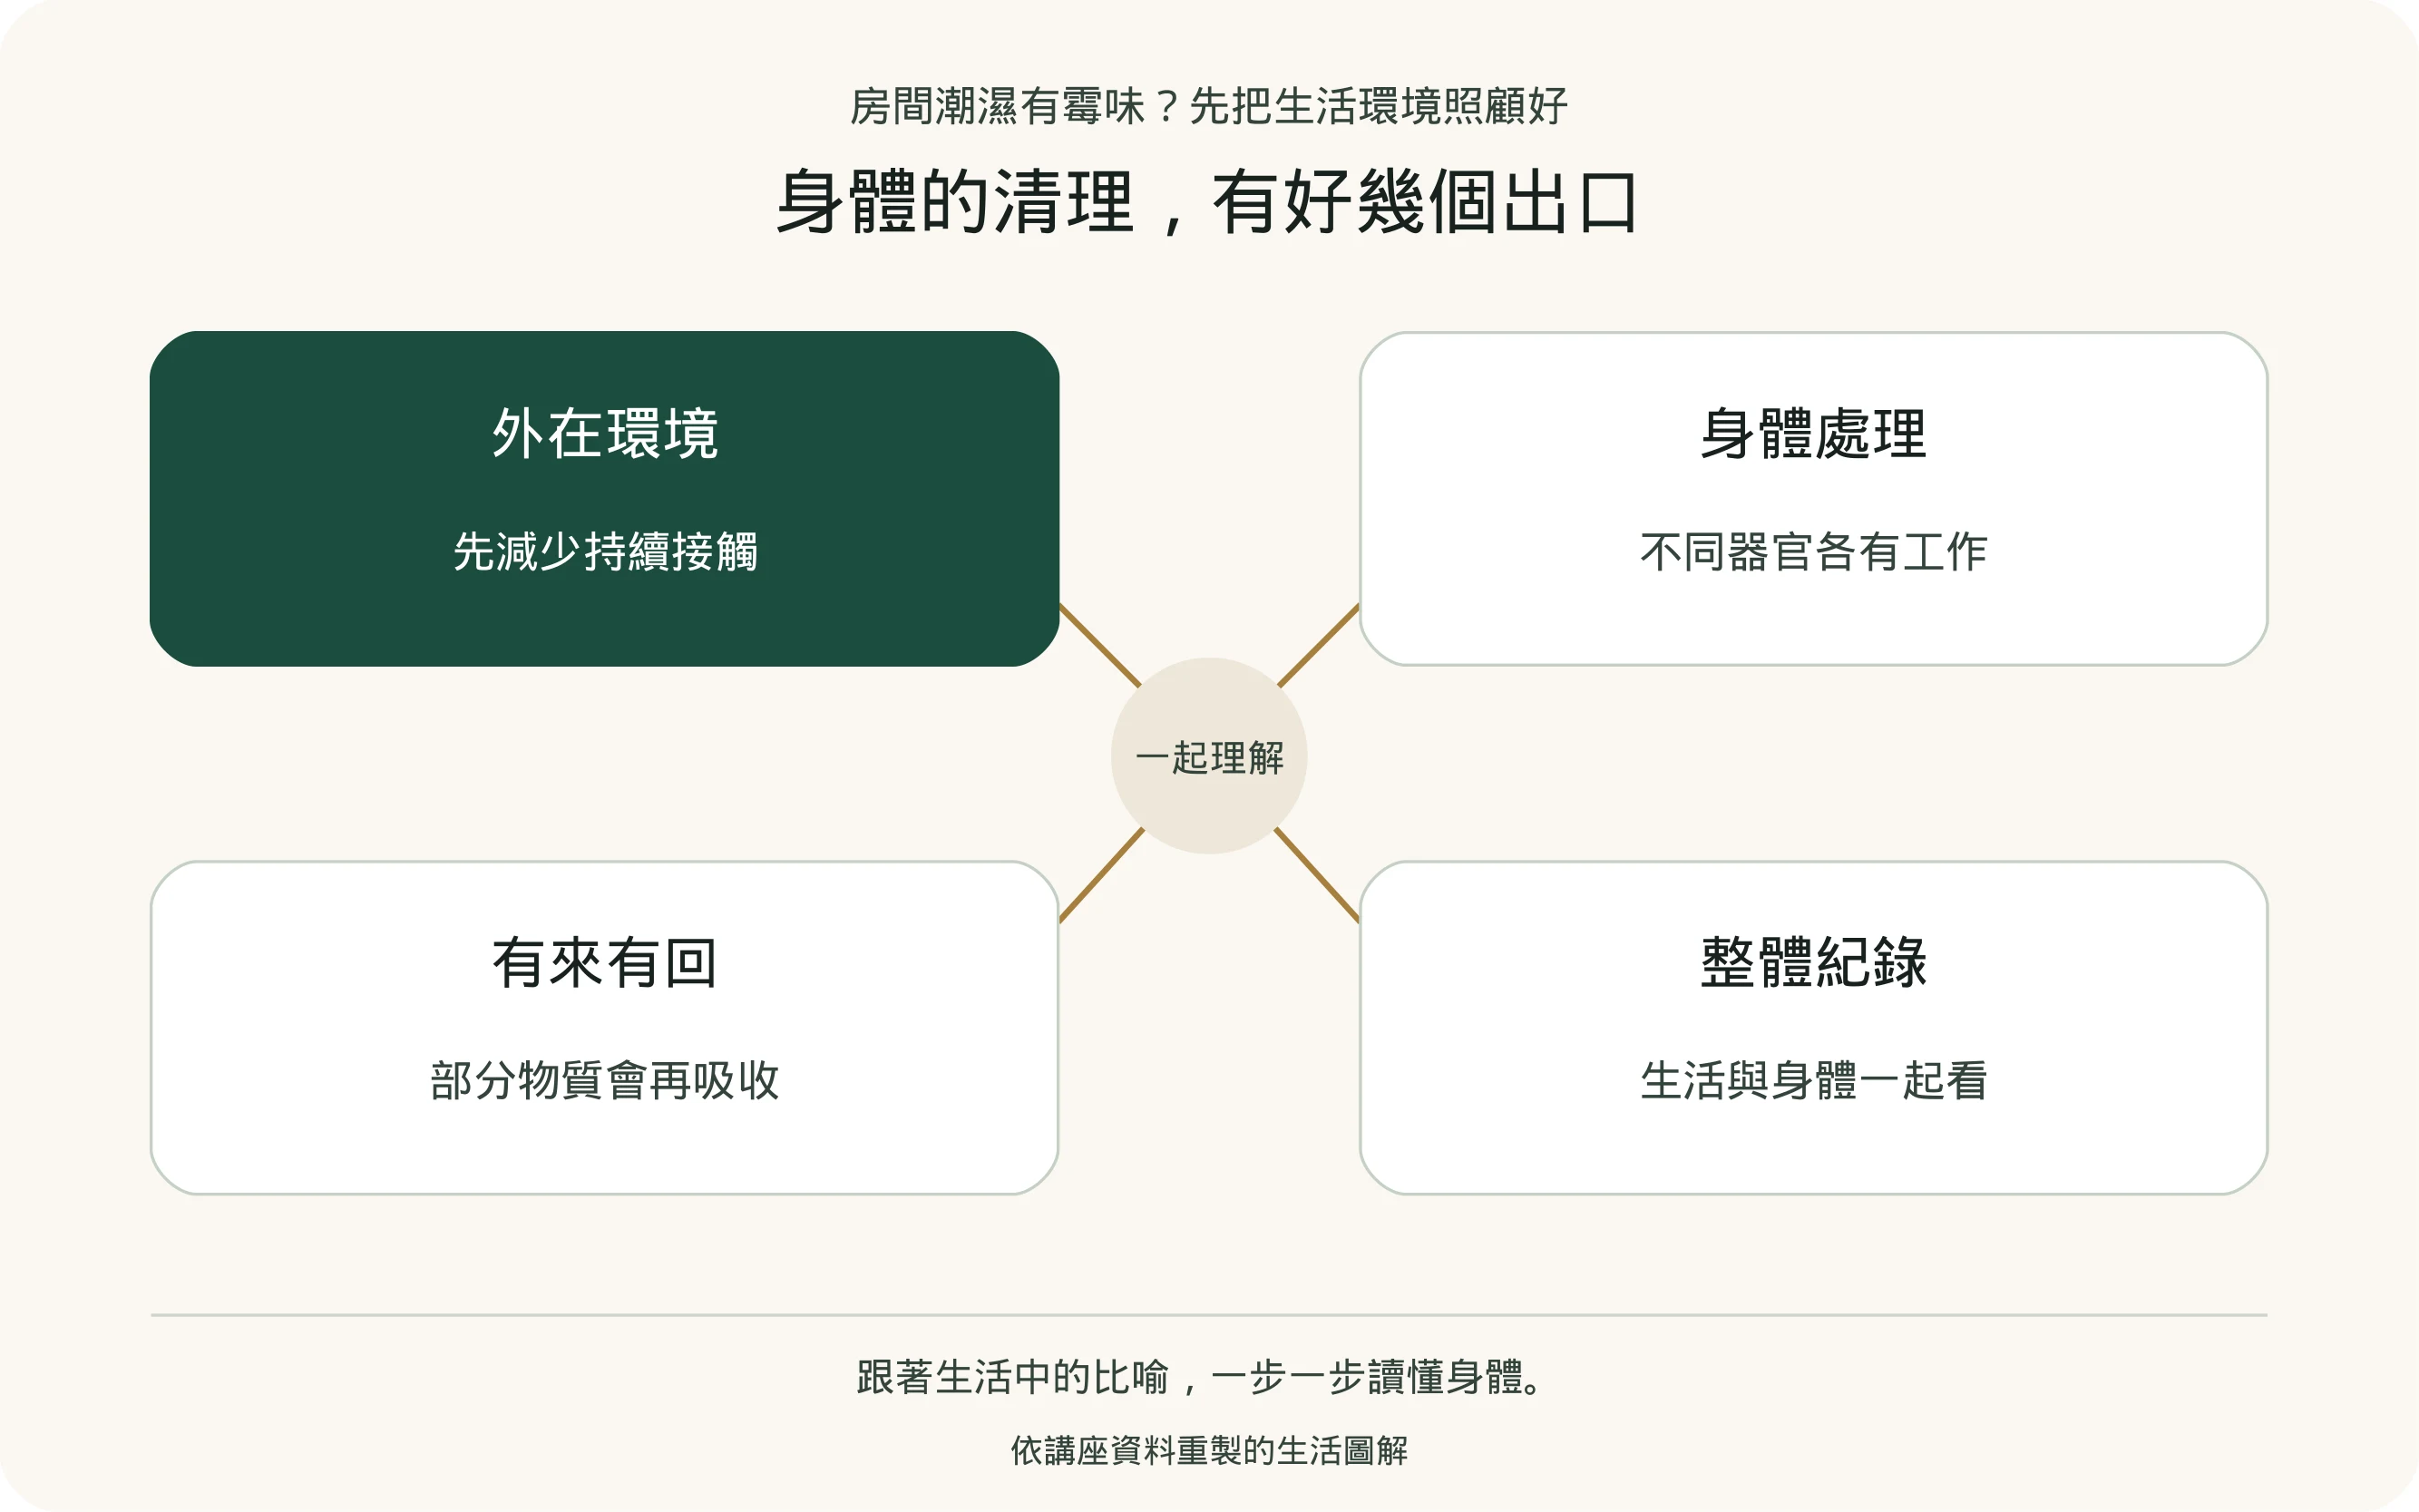 房間潮濕有霉味？先把生活環境照顧好
身體的清理，有好幾個出口
外在環境
先減少持續接觸
身體處理
不同器官各有工作
一起理解
有來有回
部分物質會再吸收
整體紀錄
生活與身體一起看
跟著生活中的比喻，一步一步讀懂身體。
依講座資料重製的生活圖解